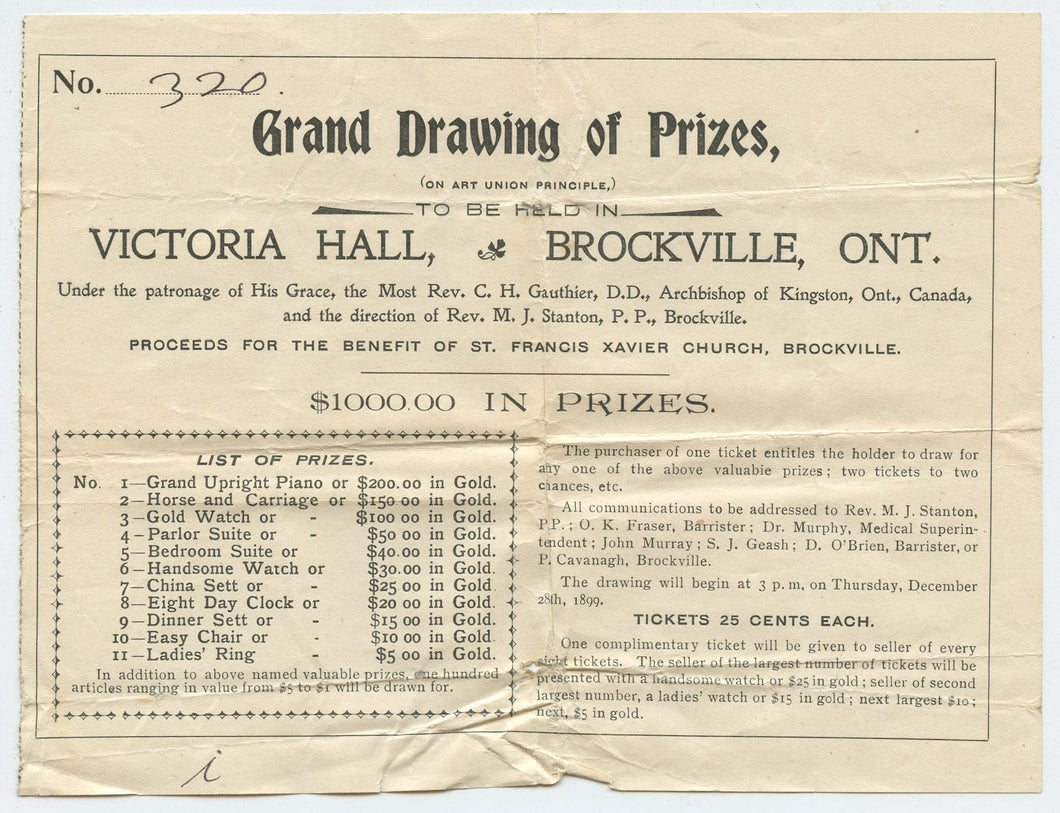 No. 320.
Grand Drawing of Prizes,
(ON ART UNION PRINCIPLE,)
TO BE HELD IN
VICTORIA HALL, BROCKVILLE, ONT.
Under the patronage of His Grace, the Most Rev. C. H. Gauthier, D.D., Archbishop of Kingston, Ont., Canada,
and the direction of Rev. M. J. Stanton, P. P., Brockville.
PROCEEDS FOR THE BENEFIT OF ST. FRANCIS XAVIER CHURCH, BROCKVILLE.
$1000.00 IN PRIZES.
LIST OF PRIZES.
No. 1—Grand Upright Piano or $200.00 in Gold.
2—Horse and Carriage or $150.00 in Gold.
3—Gold Watch or - $100 00 in Gold.
4—Parlor Suite or - $50 00 in Gold.
5—Bedroom Suite or $40.00 in Gold.
6—Handsome Watch or $30.00 in Gold.
7—China Sett or - $25 00 in Gold.
8—Eight Day Clock or $20 00 in Gold.
9—Dinner Sett or - $15 00 in Gold.
10—Easy Chair or - $10 00 in Gold.
11—Ladies' Ring - $5 00 in Gold.
In addition to above named valuable prizes, one hundred
articles ranging in value from $5 to $1 will be drawn for.
The purchaser of one ticket entitles the holder to draw for
any one of the above valuable prizes; two tickets to two
chances, etc.
All communications to be addressed to Rev. M. J. Stanton,
P.P.; O. K. Fraser, Barrister; Dr. Murphy, Medical Superin-
tendent; John Murray; S. J. Geash; D. O'Brien, Barrister, or
P. Cavanagh, Brockville.
The drawing will begin at 3 p. m, on Thursday, December
28th, 1899.
TICKETS 25 CENTS EACH.
One complimentary ticket will be given to seller of every
eight tickets. The seller of the largest number of tickets will be
presented with a handsome watch or $25 in gold; seller of second
largest number, a ladies' watch or $15 in gold; next largest $10;
next, $5 in gold.
i